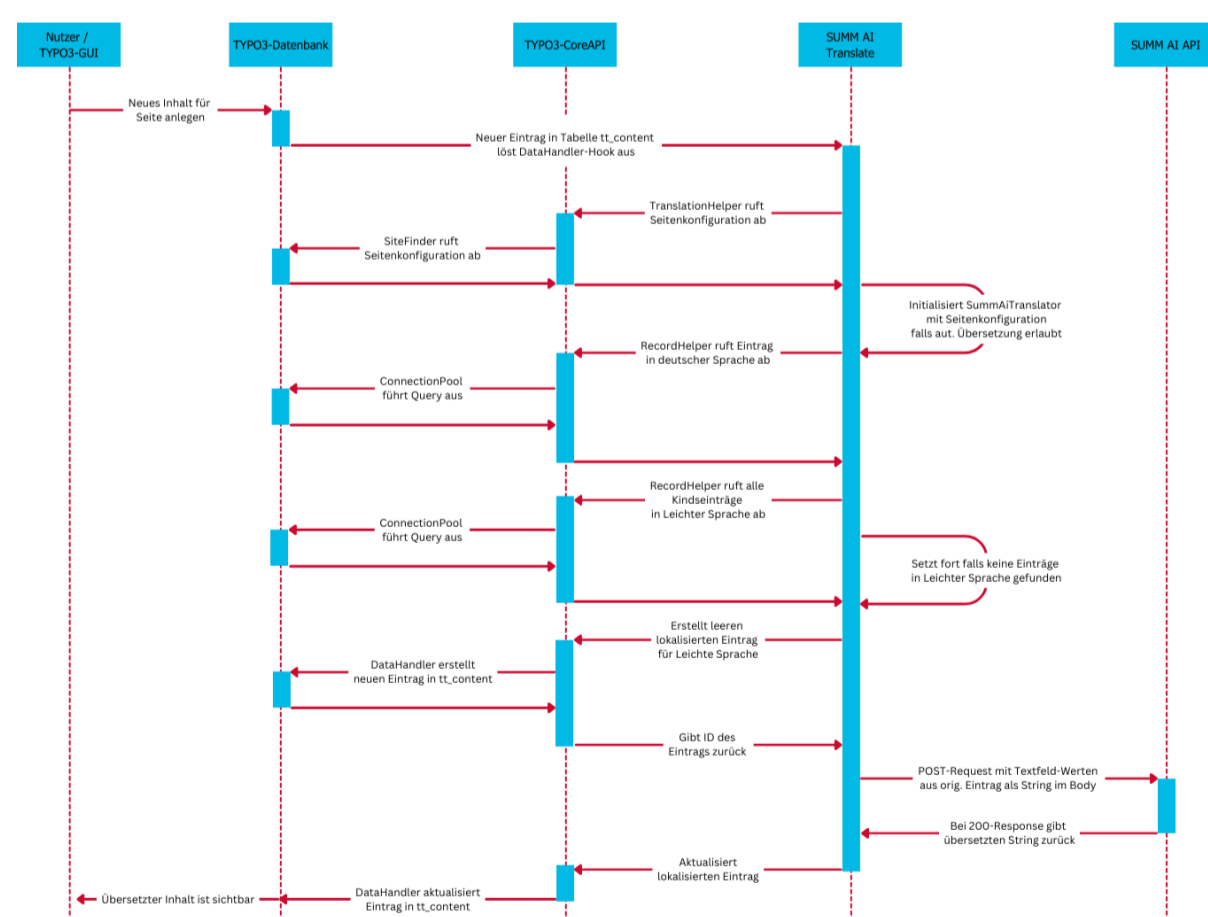 Nutzer /
TYPO3-GUI
TYPO3-Datenbank
TYPO3-CoreAPI
SUMM AI
Translate
SUMM AI API
Neues Inhalt für
Seite anlegen
Neuer Eintrag in Tabelle tt_content
löst DataHandler-Hook aus
TranslationHelper ruft
Seitenkonfiguration ab
SiteFinder ruft
Seitenkonfiguration ab
Initialisiert SummAiTranslator
mit Seitenkonfiguration
falls aut. Übersetzung erlaubt
RecordHelper ruft Eintrag
in deutscher Sprache ab
ConnectionPool
führt Query aus
RecordHelper ruft alle
Kindseinträge
in Leichter Sprache ab
ConnectionPool
führt Query aus
Setzt fort falls keine Einträge
in Leichter Sprache gefunden
Erstellt leeren
lokalisierten Eintrag
für Leichte Sprache
DataHandler erstellt
neuen Eintrag in tt_content
Gibt ID des
Eintrags zurück
POST-Request mit Textfeld-Werten
aus orig. Eintrag als String im Body
Bei 200-Response gibt
übersetzten String zurück
Aktualisiert
lokalisierten Eintrag
DataHandler aktualisiert
Eintrag in tt_content
Übersetzter Inhalt ist sichtbar